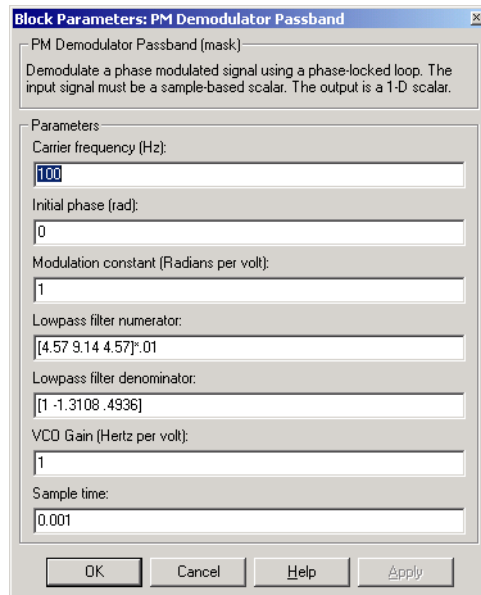 Block Parameters: PM Demodulator Passband
PM Demodulator Passband (mask)
Demodulate a phase modulated signal using a phase-locked loop. The
input signal must be a sample-based scalar. The output is a 1-D scalar.
Parameters
Carrier frequency (Hz):
100
Initial phase (rad):
0
Modulation constant (Radians per volt):
1
Lowpass filter numerator:
[4.57 9.14 4.57]*.01
Lowpass filter denominator:
[1 -1.3108 .4936]
VCO Gain (Hertz per volt):
1
Sample time:
0.001
OK Cancel Help Apply